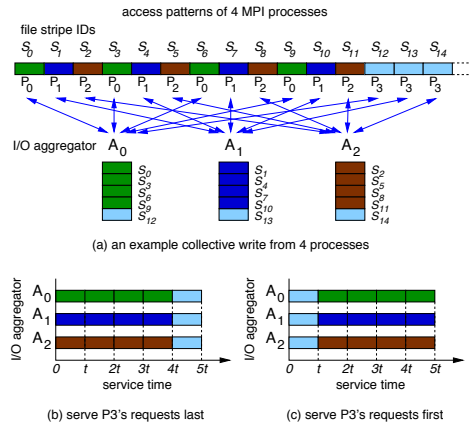 access patterns of 4 MPI processes
file stripe IDs
S0 S1 S2 S3 S4 S5 S6 S7 S8 S9 S10 S11 S12 S13 S14
P0 P1 P2 P0 P1 P2 P0 P1 P2 P0 P1 P2 P3 P3 P3
I/O aggregator A0 A1 A2
S0 S1 S2
S3 S4 S5
S6 S7 S8
S9 S10 S11
S12 S13 S14
(a) an example collective write from 4 processes
I/O aggregator
A0
A1
A2
0 t 2t 3t 4t 5t
service time
(b) serve P3's requests last
I/O aggregator
A0
A1
A2
0 t 2t 3t 4t 5t
service time
(c) serve P3's requests first